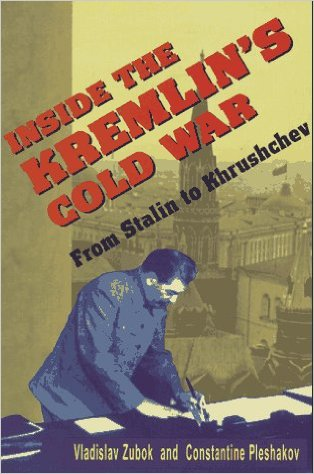 INSIDE THE
KREMLIN'S
COLD WAR
From Stalin to Khrushchev
Vladislav Zubok and Constantine Pleshakov